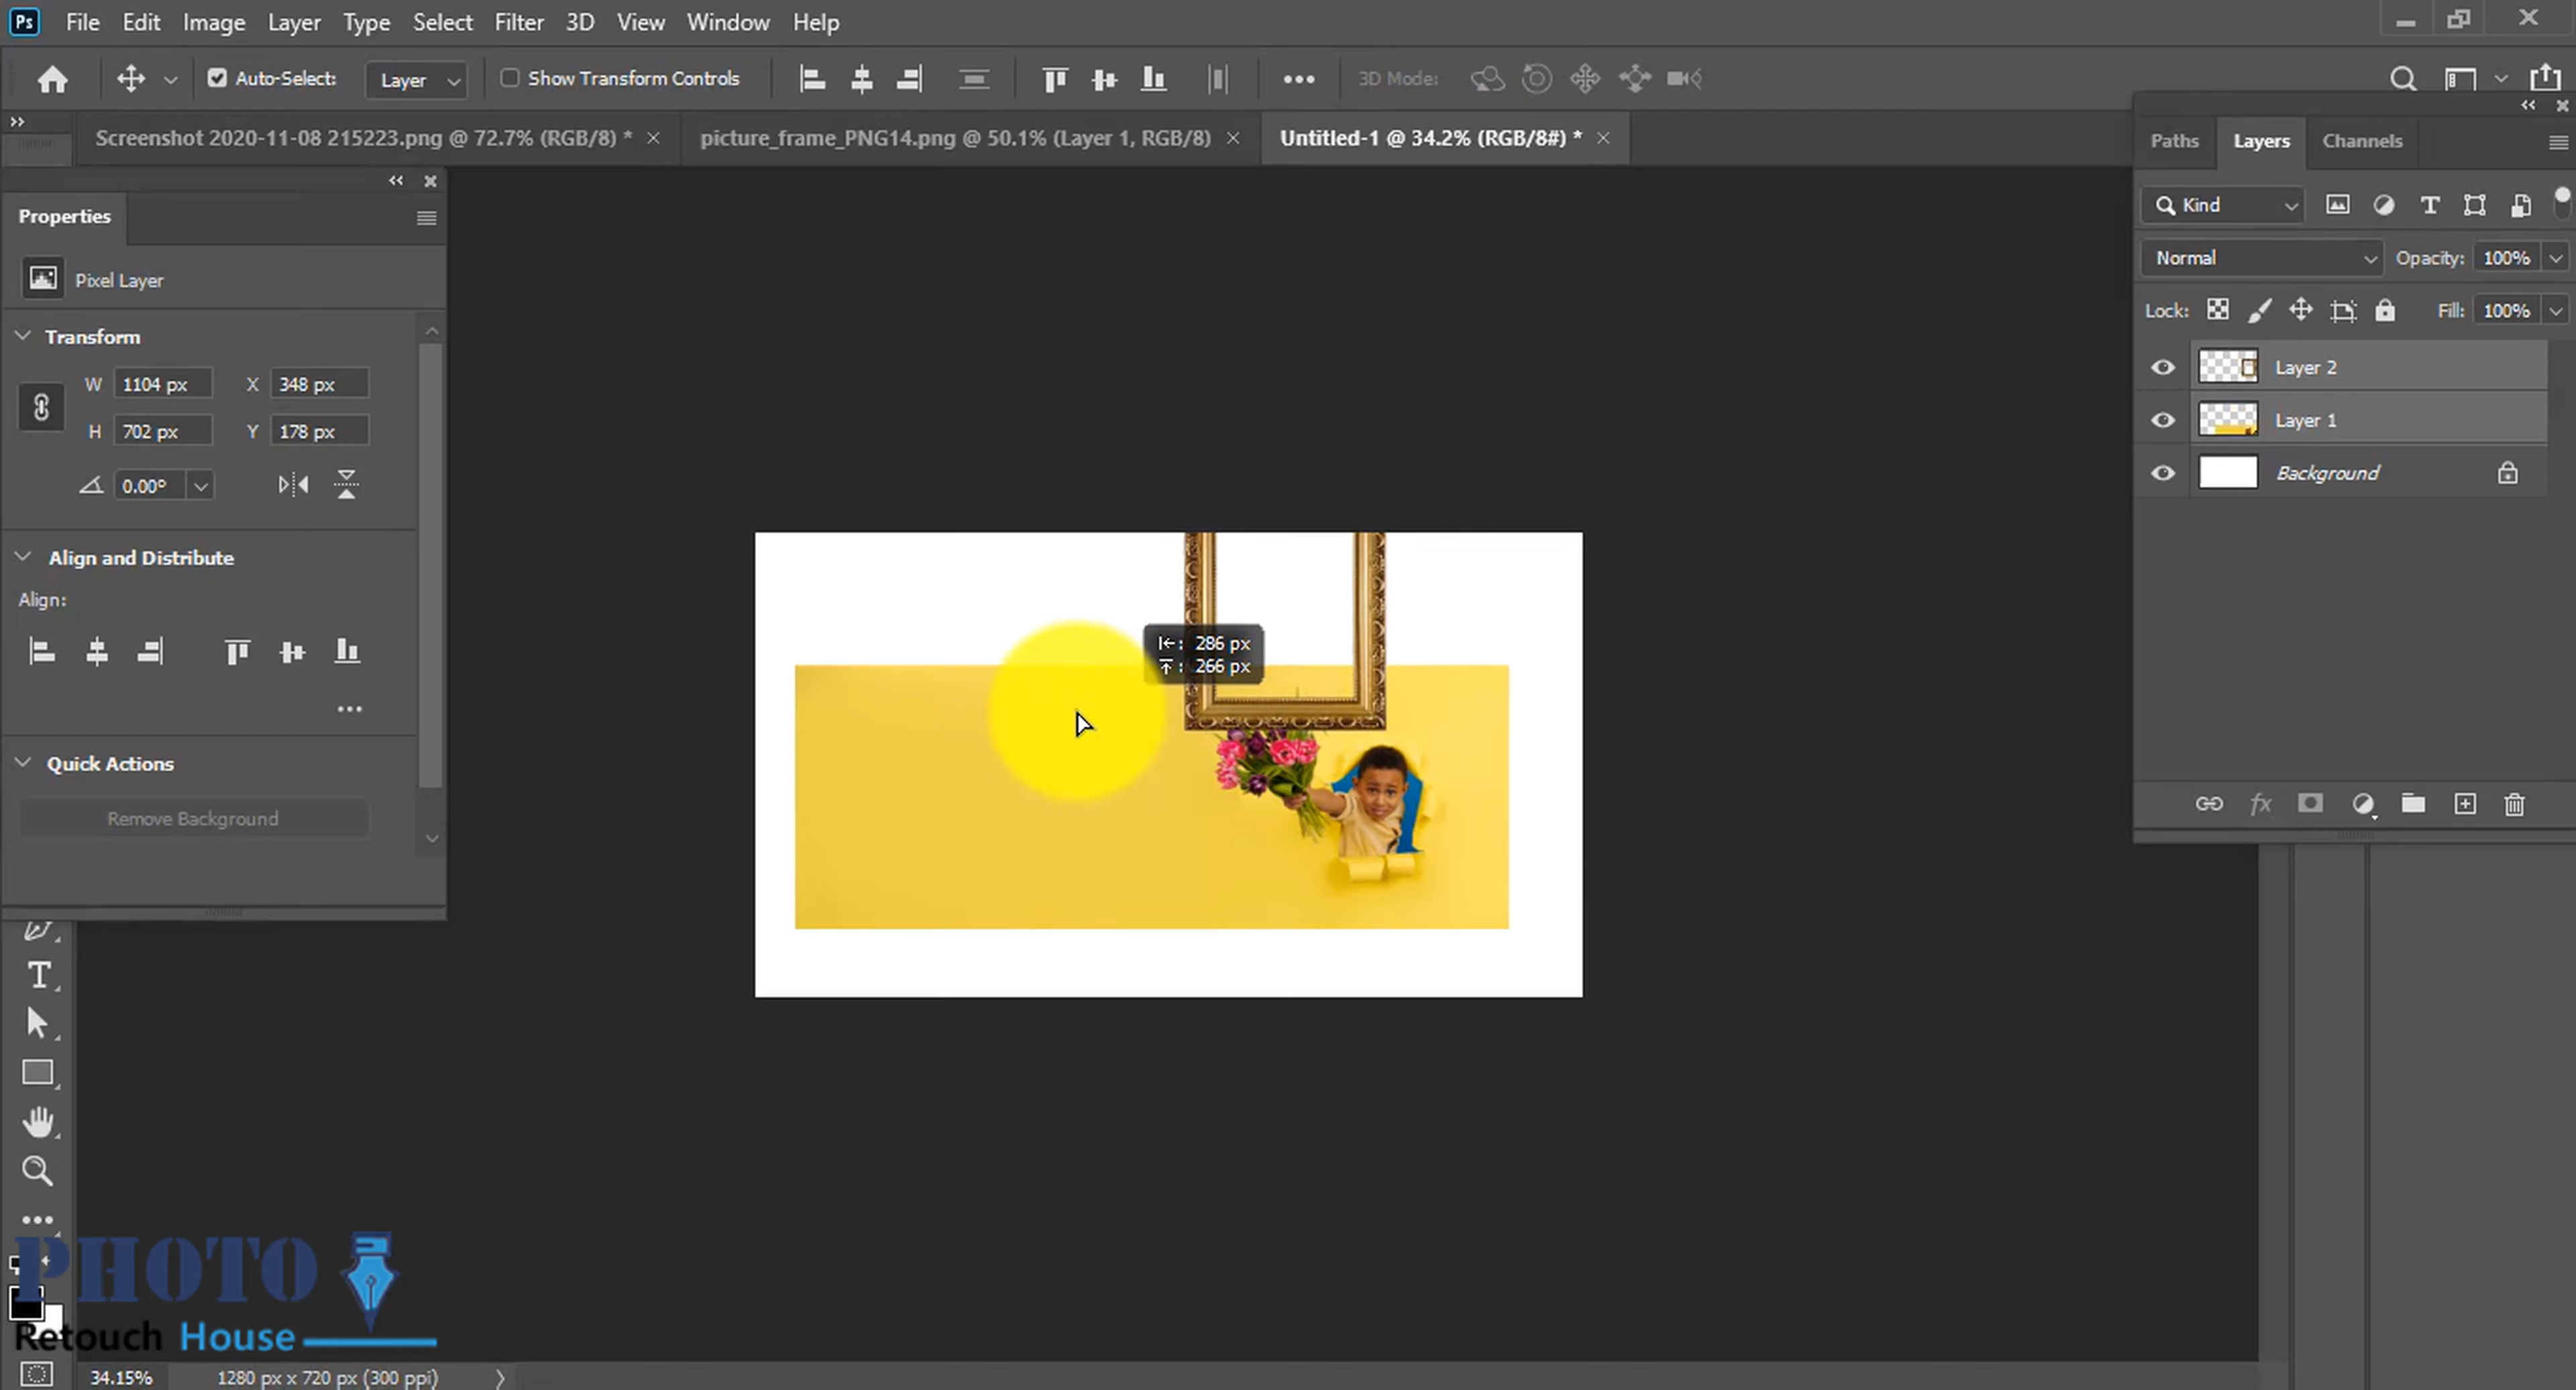 Ps File Edit Image Layer Type Select Filter 3D View Window Help
Auto-Select: Layer Show Transform Controls 3D Mode:
Screenshot 2020-11-08 215223.png @ 72.7% (RGB/8) * picture_frame_PNG14.png @ 50.1% (Layer 1, RGB/8) Untitled-1 @ 34.2% (RGB/8#) *
Properties
Pixel Layer
Transform
W 1104 px X 348 px
H 702 px Y 178 px
0.00°
Align and Distribute
Align:
Quick Actions
Remove Background
286 px
266 px
Paths Layers Channels
Kind
Normal Opacity: 100%
Lock: Fill: 100%
Layer 2
Layer 1
Background
fx
PHOTO
Retouch House
34.15% 1280 px x 720 px (300 ppi)